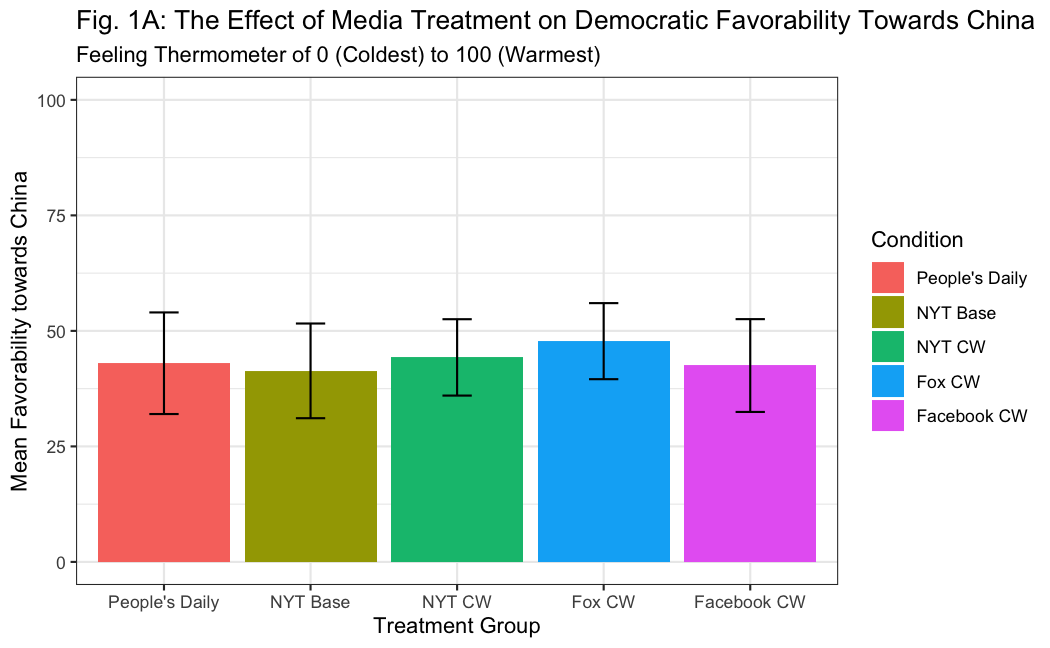 Fig. 1A: The Effect of Media Treatment on Democratic Favorability Towards China
Feeling Thermometer of 0 (Coldest) to 100 (Warmest)
Mean Favorability towards China
100
75
50
25
0
People's Daily
NYT Base
NYT CW
Fox CW
Facebook CW
Treatment Group
Condition
People's Daily
NYT Base
NYT CW
Fox CW
Facebook CW